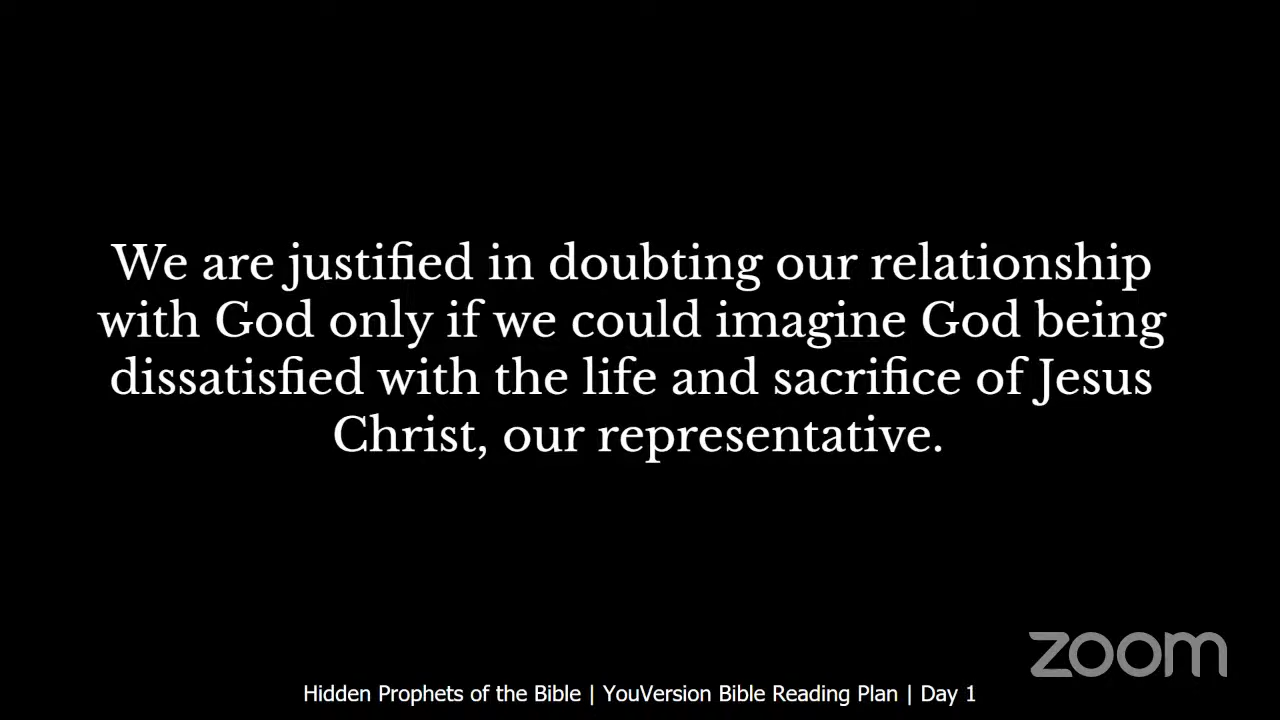 We are justified in doubting our relationship
with God only if we could imagine God being
dissatisfied with the life and sacrifice of Jesus
Christ, our representative.
zoom
Hidden Prophets of the Bible | YouVersion Bible Reading Plan | Day 1